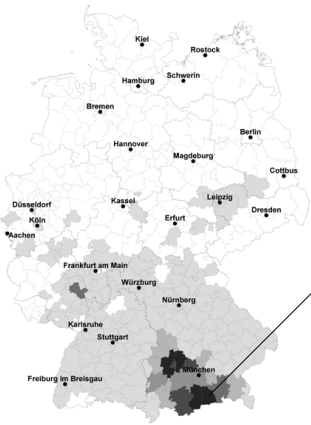 Kiel
Rostock
Schwerin
Hamburg
Bremen
Berlin
Hannover
Magdeburg
Cottbus
Leipzig
Kassel
Düsseldorf
Dresden
Köln
Erfurt
Aachen
Frankfurt am Main
Würzburg
Nürnberg
Karlsruhe
Stuttgart
München
Freiburg im Breisgau